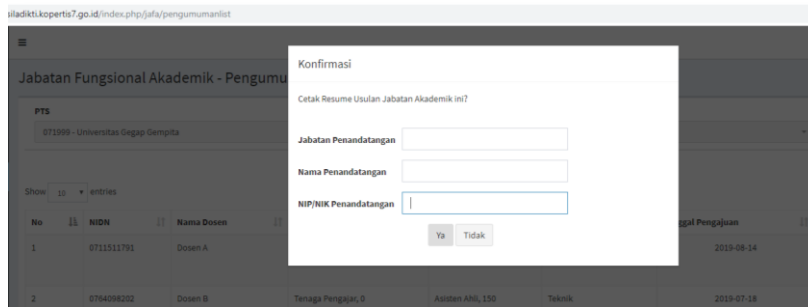 siladikti.kopertis7.go.id/index.php/jafa/pengumumanlist
Konfirmasi
Jabatan Fungsional Akademik - Pengumu
Cetak Resume Usulan Jabatan Akademik ini?
PTS
071999 - Universitas Gegap Gempita
Jabatan Penandatangan
Nama Penandatangan
Show 10 entries
NIP/NIK Penandatangan
No NIDN Nama Dosen ggal Pengajuan
Ya Tidak
1 0711511791 Dosen A 2019-08-14
2 0764098202 Dosen B Tenaga Pengajar, 0 Asisten Ahli, 150 Teknik 2019-07-18